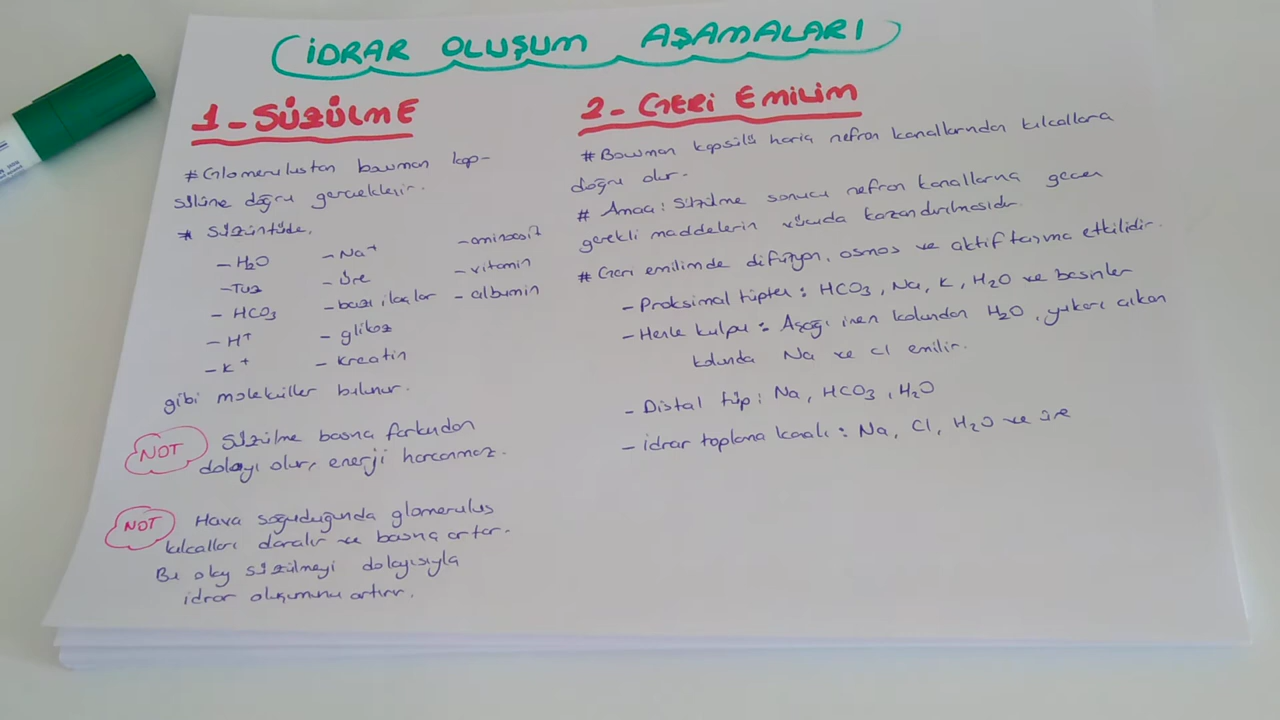 İDRAR OLUŞUM AŞAMALARI
1-SÜZÜLME
# Glomerulustan bowman kap-
sülüne doğru gerçekleşir.
* Süzüntüde,
- H2O
- Tuz
- HCO3
- H+
- K+
- Na+
- üre
- bazı ilaçlar
- glikoz
- kreatin
- aminoasit
- vitamin
- albumin
gibi moleküller bulunur.
NOT Süzülme basınç farkından
dolayı olur, enerji harcanmaz.
NOT Hava soğuduğunda glomerulus
kılcalları daralır ve basınç artar.
Bu olay süzülmeyi dolayısıyla
idrar oluşumunu artırır.
2- GERİ EMİLİM
# Bowman kapsülü hariç nefron kanallarından kılcallara
doğru olur.
# Amaç: Süzülme sonucu nefron kanallarına geçen
gerekli maddelerin vücuda kazandırılmasıdır.
# Geri emilimde difüzyon, osmos ve aktif taşıma etkilidir.
- Proksimal tüpten : HCO3, Na, K, H2O ve besinler
- Henle kulpu : Aşağı inen kolundan H2O, yukarı çıkan
kolunda Na ve Cl emilir.
- Distal tüp : Na, HCO3, H2O
- idrar toplama kanalı : Na, Cl, H2O ve üre